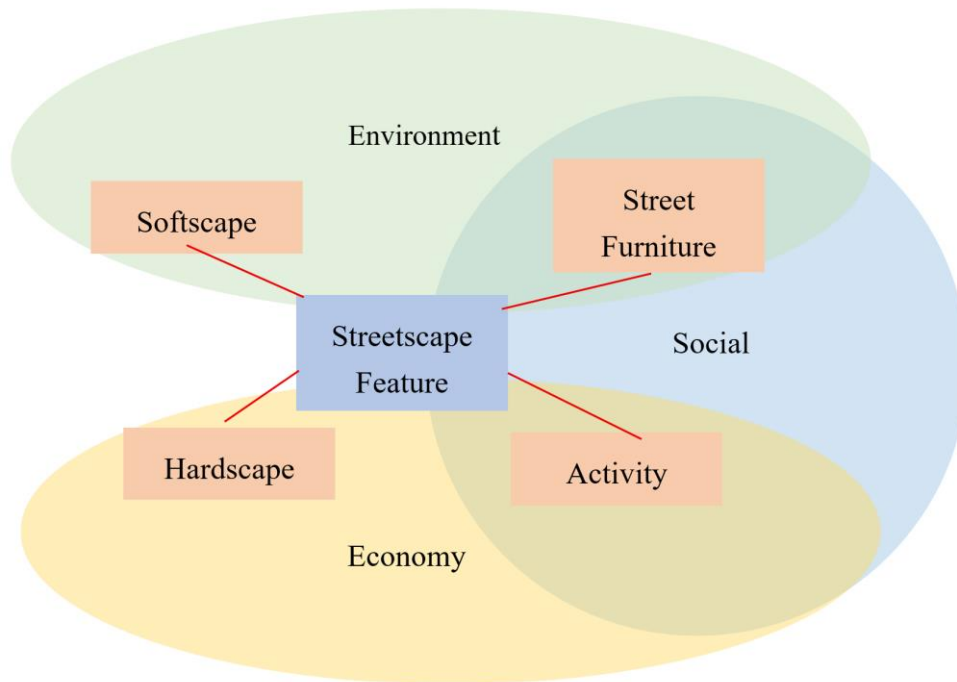 Environment
Softscape
Street
Furniture
Streetscape
Feature
Social
Hardscape
Activity
Economy